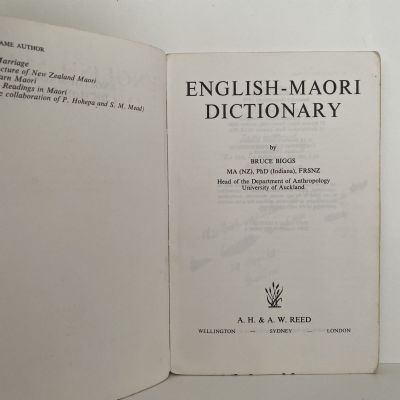 AME AUTHOR
Marriage
cture of New Zealand Maori
arn Maori
Readings in Maori
e collaboration of P. Hohepa and S. M. Mead)
ENGLISH-MAORI
DICTIONARY
by
BRUCE BIGGS
MA (NZ), PhD (Indiana), FRSNZ
Head of the Department of Anthropology
University of Auckland
A. H. & A. W. REED
WELLINGTON — SYDNEY — LONDON